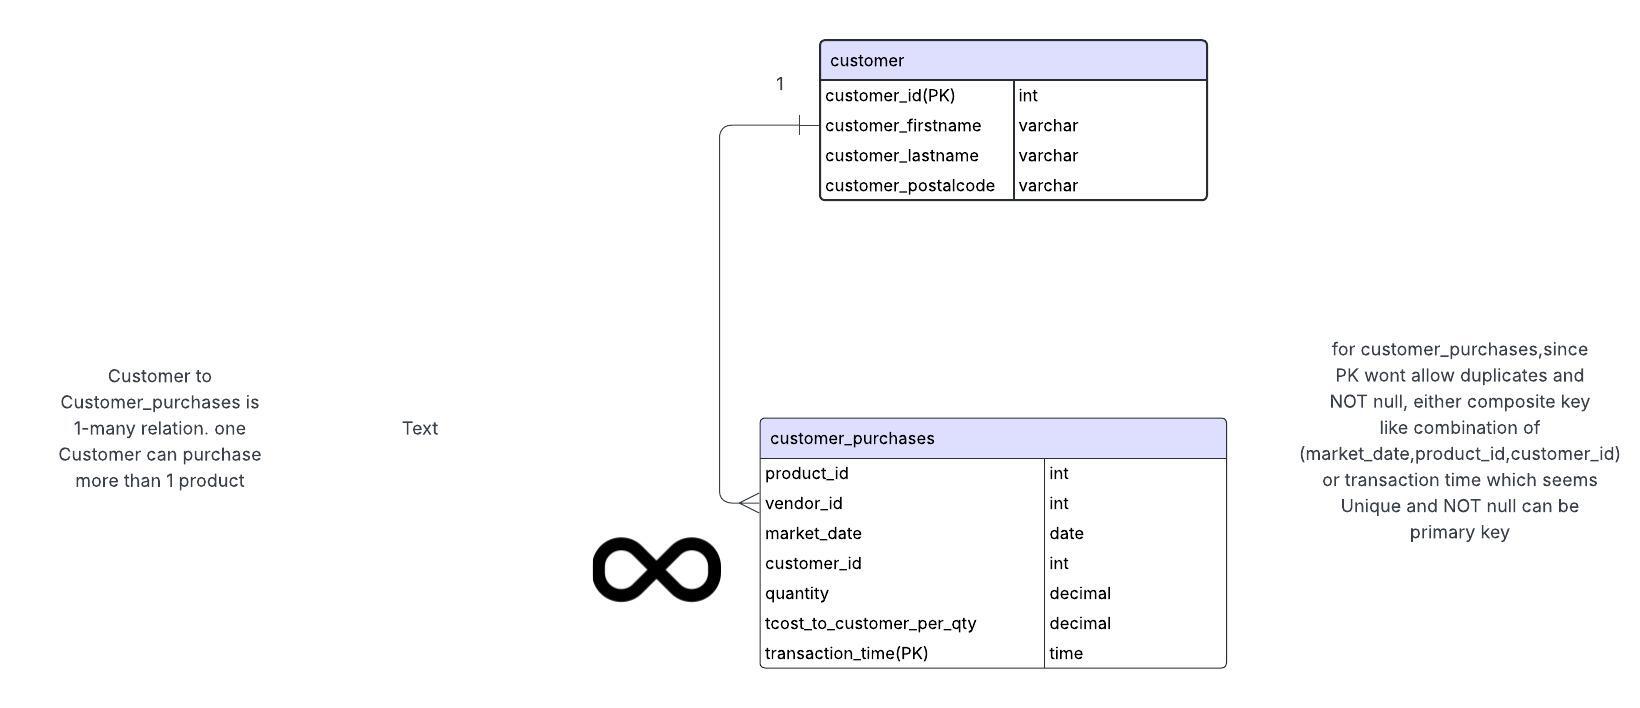 customer
1
customer_id(PK) int
customer_firstname varchar
customer_lastname varchar
customer_postalcode varchar
Customer to
Customer_purchases is
1-many relation. one
Customer can purchase
more than 1 product
Text
for customer_purchases,since
PK wont allow duplicates and
NOT null, either composite key
like combination of
(market_date,product_id,customer_id)
or transaction time which seems
Unique and NOT null can be
primary key
customer_purchases
product_id int
vendor_id int
market_date date
customer_id int
quantity decimal
tcost_to_customer_per_qty decimal
transaction_time(PK) time